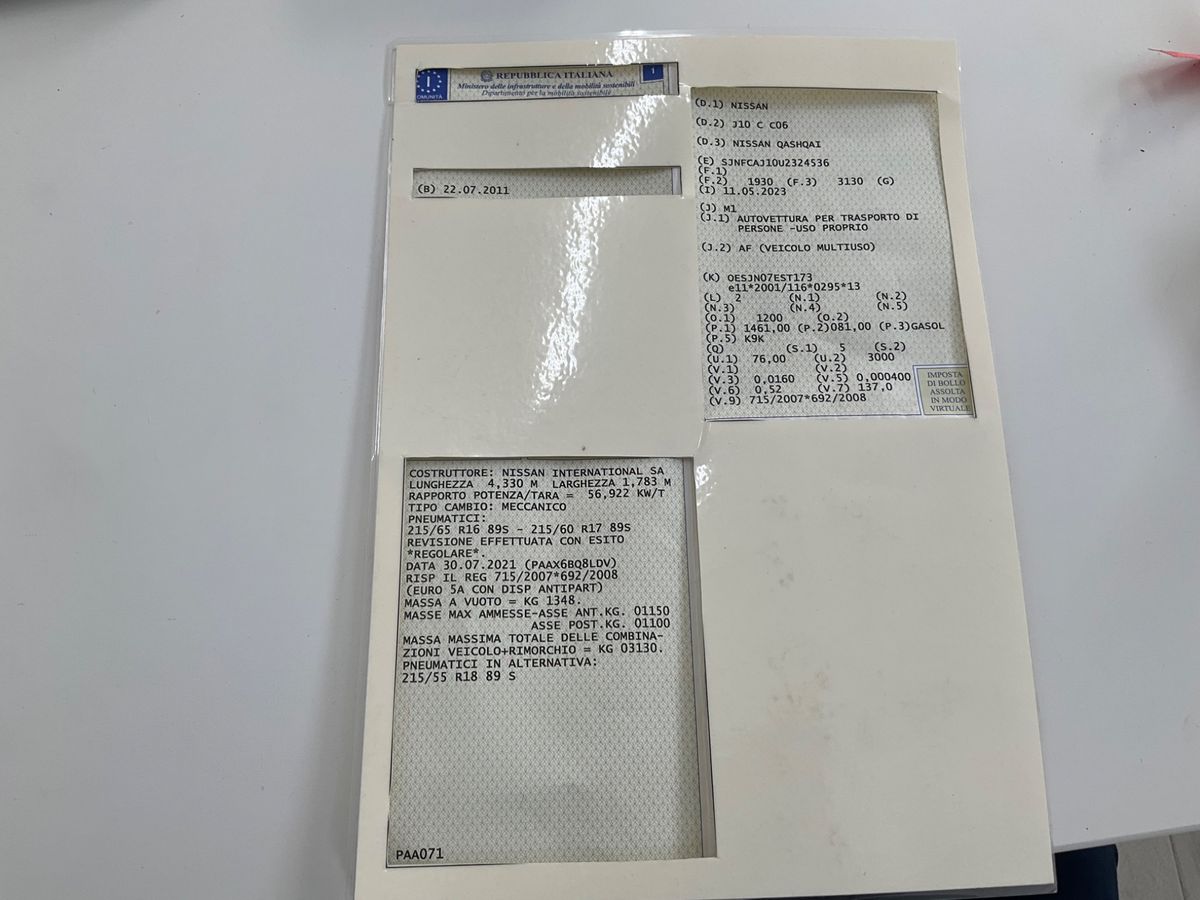 I
OMUNITÀ
REPUBBLICA ITALIANA
Ministero delle infrastrutture e della mobilità sostenibili
Dipartimento per la mobilità sostenibile
1
(B) 22.07.2011
(D.1) NISSAN
(D.2) J10 C C06
(D.3) NISSAN QASHQAI
(E) SJNFCAJ10U2324536
(F.1)
(F.2) 1930 (F.3) 3130 (G)
(I) 11.05.2023
(J) M1
(J.1) AUTOVETTURA PER TRASPORTO DI
PERSONE -USO PROPRIO
(J.2) AF (VEICOLO MULTIUSO)
(K) OESJN07EST173
e11*2001/116*0295*13
(L) 2 (N.1) (N.2)
(N.3) (N.4) (N.5)
(O.1) 1200 (O.2)
(P.1) 1461,00 (P.2)081,00 (P.3)GASOL
(P.5) K9K
(Q) (S.1) 5 (S.2)
(U.1) 76,00 (U.2) 3000
(V.1) (V.2)
(V.3) 0,0160 (V.5) 0,000400
(V.6) 0,52 (V.7) 137,0
(V.9) 715/2007*692/2008
IMPOSTA
DI BOLLO
ASSOLTA
IN MODO
VIRTUALE
COSTRUTTORE: NISSAN INTERNATIONAL SA
LUNGHEZZA 4,330 M LARGHEZZA 1,783 M
RAPPORTO POTENZA/TARA = 56,922 KW/T
TIPO CAMBIO: MECCANICO
PNEUMATICI:
215/65 R16 89S - 215/60 R17 89S
REVISIONE EFFETTUATA CON ESITO
*REGOLARE*.
DATA 30.07.2021 (PAAX6BQ8LDV)
RISP IL REG 715/2007*692/2008
(EURO 5A CON DISP ANTIPART)
MASSA A VUOTO = KG 1348.
MASSE MAX AMMESSE-ASSE ANT.KG. 01150
ASSE POST.KG. 01100
MASSA MASSIMA TOTALE DELLE COMBINA-
ZIONI VEICOLO+RIMORCHIO = KG 03130.
PNEUMATICI IN ALTERNATIVA:
215/55 R18 89 S
PAA071